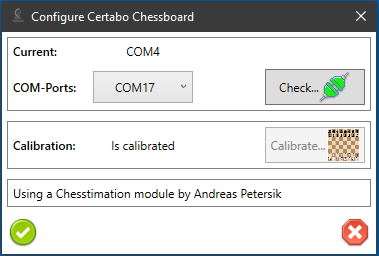 Configure Certabo Chessboard
Current: COM4
COM-Ports: COM17 Check...
Calibration: Is calibrated Calibrate...
Using a Chesstimation module by Andreas Petersik